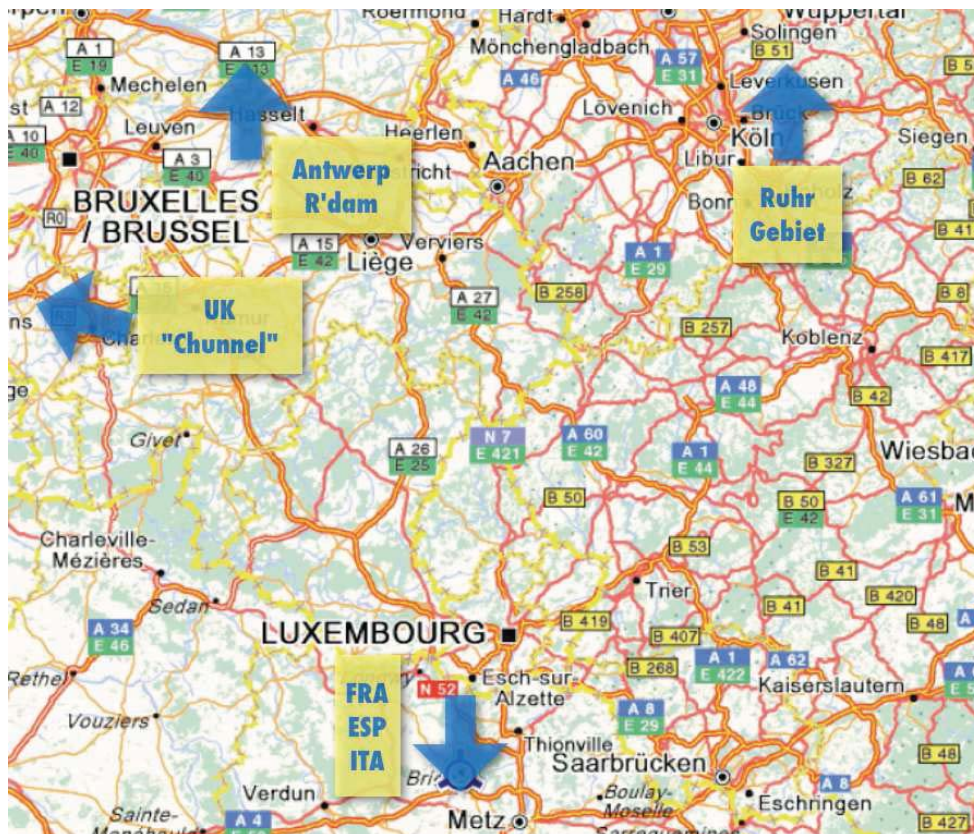 Roermond
Hardt
Wuppertal
Solingen
A 1
E 19
A 13
Mönchengladbach
A 57
E 31
B 51
A 46
Mechelen
Leverkusen
A 12
Hasselt
Lövenich
Brück
A 10
E 40
Leuven
Heerlen
Köln
Siegen
A 3
E 40
Antwerp
R'dam
Aachen
Libur
B 62
BRUXELLES
/ BRUSSEL
R0
Ruhr
Gebiet
A 15
E 42
Verviers
Liège
A 1
E 29
UK
"Chunnel"
A 27
E 42
B 258
B 8
B 257
Koblenz
B 417
A 48
E 44
B 42
Givet
A 26
E 25
N 7
E 421
A 60
E 42
A 1
E 44
B 327
B 50
B 50
E 42
A 61
E 31
Charleville-
Mézières
B 53
Trier
B 41
Sedan
B 420
B 41
A 34
E 46
LUXEMBOURG
B 419
B 407
B 48
Rethel
FRA
ESP
ITA
N 52
Esch-sur-
Alzette
B 268
A 1
E 422
A 62
Kaiserslautern
Vouziers
A 8
E 29
Thionville
Saarbrücken
B 48
Verdun
Boulay-
Moselle
A 8
Eschringen
Sainte-
A 4
Metz
B 427